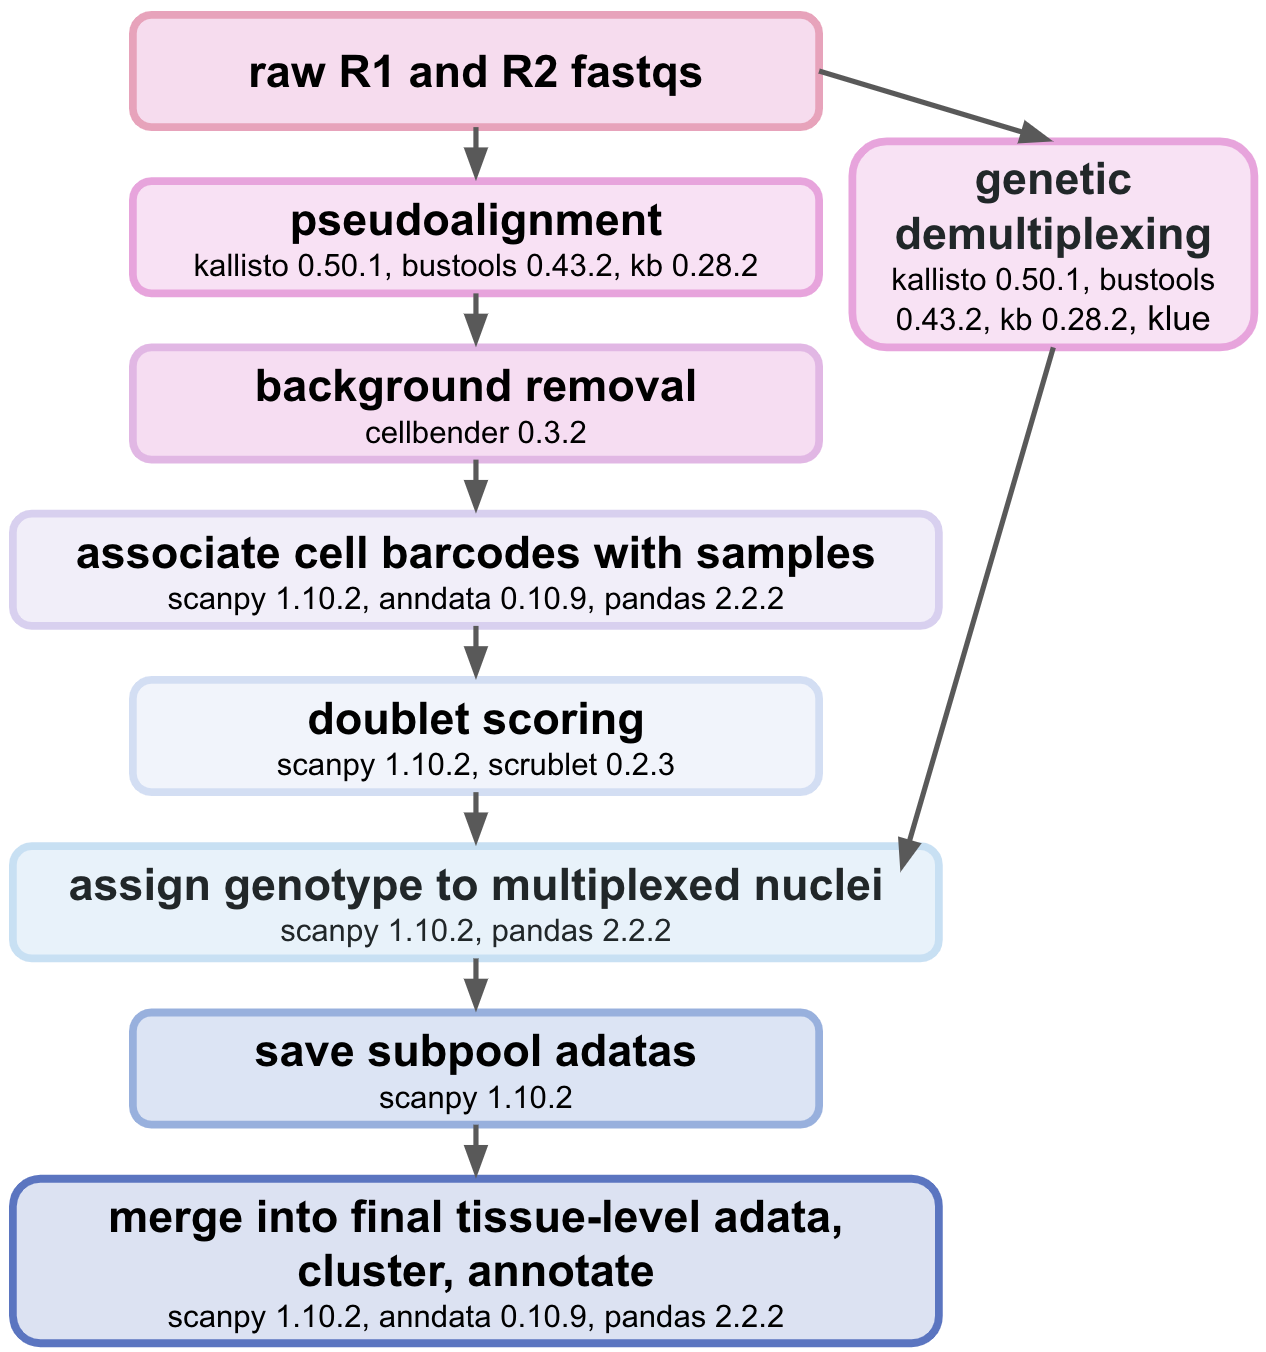 raw R1 and R2 fastqs
pseudoalignment
kallisto 0.50.1, bustools 0.43.2, kb 0.28.2
genetic
demultiplexing
kallisto 0.50.1, bustools
0.43.2, kb 0.28.2, klue
background removal
cellbender 0.3.2
associate cell barcodes with samples
scanpy 1.10.2, anndata 0.10.9, pandas 2.2.2
doublet scoring
scanpy 1.10.2, scrublet 0.2.3
assign genotype to multiplexed nuclei
scanpy 1.10.2, pandas 2.2.2
save subpool adatas
scanpy 1.10.2
merge into final tissue-level adata,
cluster, annotate
scanpy 1.10.2, anndata 0.10.9, pandas 2.2.2